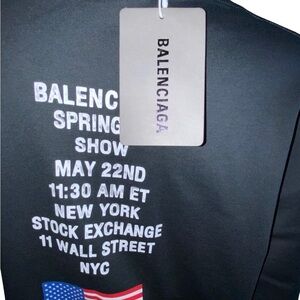 BALENCIAGA
BALENC
SPRING
SHOW
MAY 22ND
11:30 AM ET
NEW YORK
STOCK EXCHANGE
11 WALL STREET
NYC